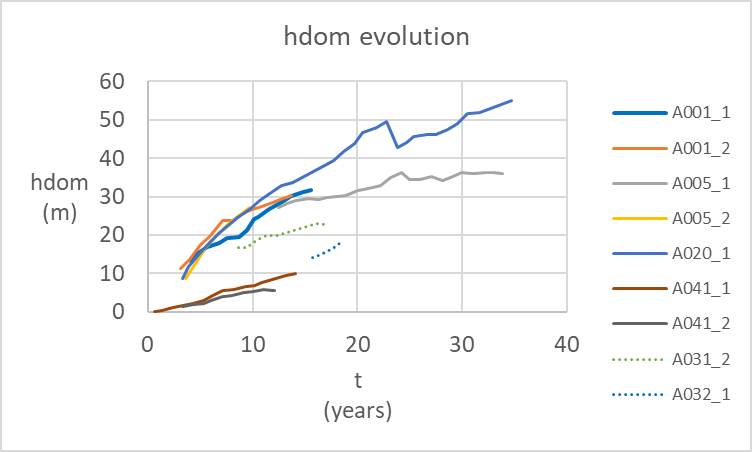 hdom evolution
60
50
40
30
20
10
0
hdom
(m)
0 10 20 30 40
t
(years)
A001_1
A001_2
A005_1
A005_2
A020_1
A041_1
A041_2
A031_2
A032_1